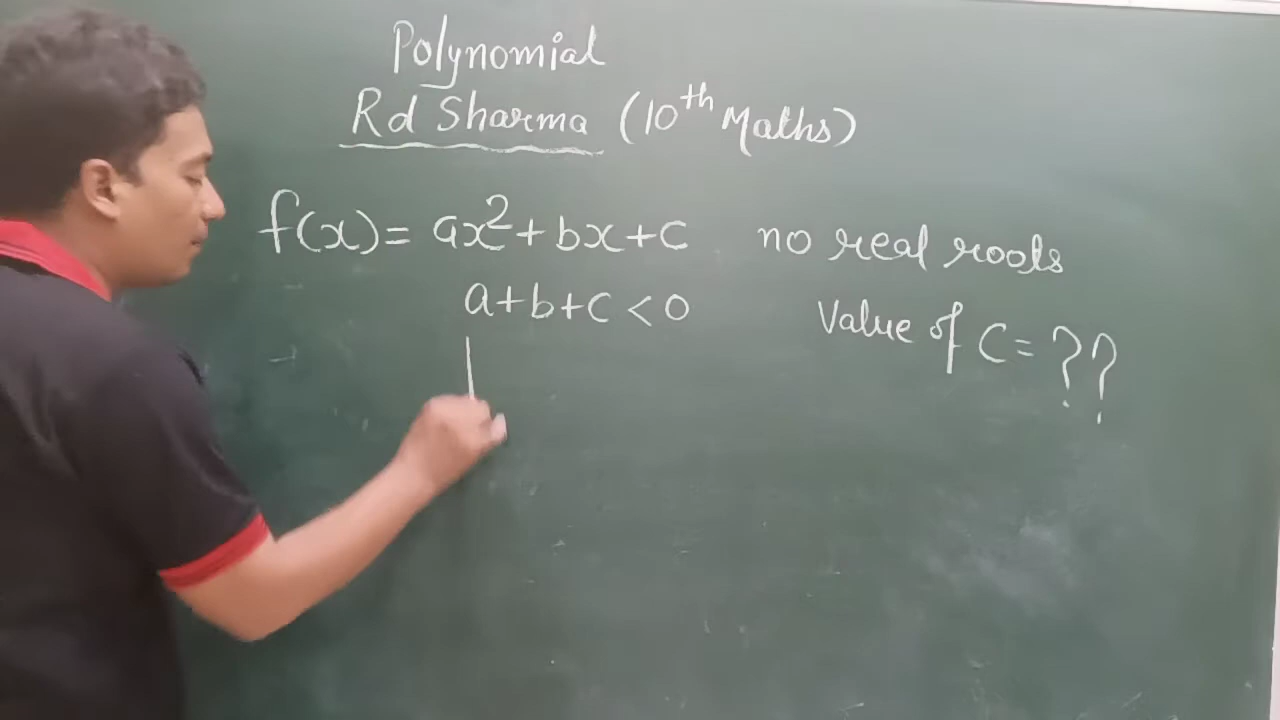 Polynomial
Rd Sharma (10th Maths)
f(x) = ax² + bx + c no real roots
a+b+c < 0 Value of C = ??